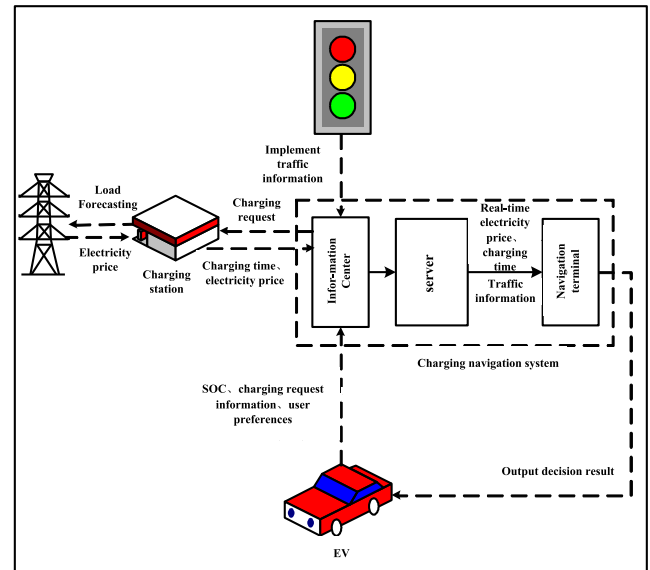 Implement
traffic
information
Load
Forecasting
Electricity
price
Charging
station
Charging
request
Charging time、
electricity price
Infor-mation
Center
server
Real-time
electricity
price、
charging
time
Traffic
information
Navigation
terminal
Charging navigation system
SOC、charging request
information、user
preferences
Output decision result
EV